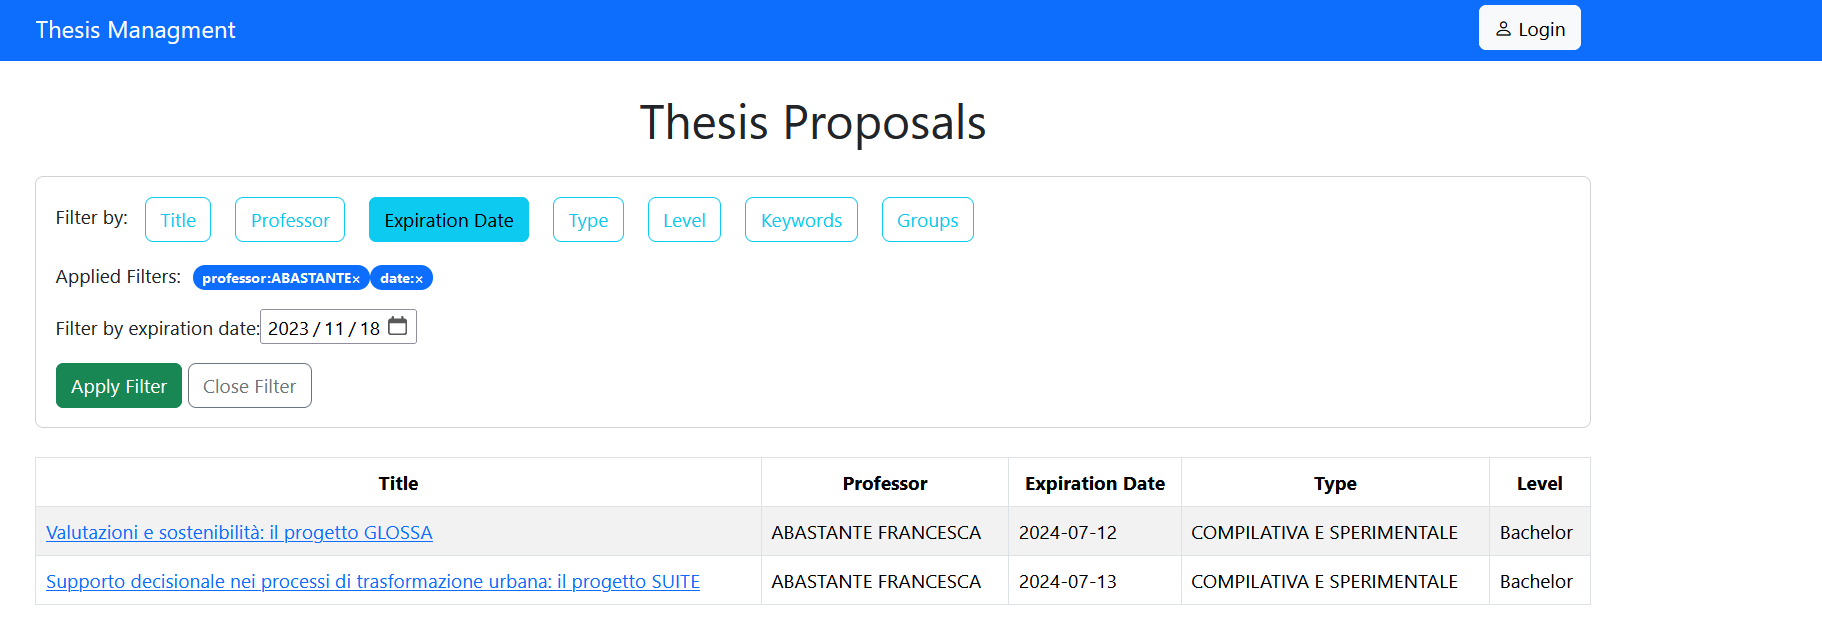 Thesis Managment
Login
Thesis Proposals
Filter by: Title Professor Expiration Date Type Level Keywords Groups
Applied Filters: professor:ABASTANTE× date:×
Filter by expiration date: 2023/11/18
Apply Filter Close Filter
Title Professor Expiration Date Type Level
Valutazioni e sostenibilità: il progetto GLOSSA ABASTANTE FRANCESCA 2024-07-12 COMPILATIVA E SPERIMENTALE Bachelor
Supporto decisionale nei processi di trasformazione urbana: il progetto SUITE ABASTANTE FRANCESCA 2024-07-13 COMPILATIVA E SPERIMENTALE Bachelor